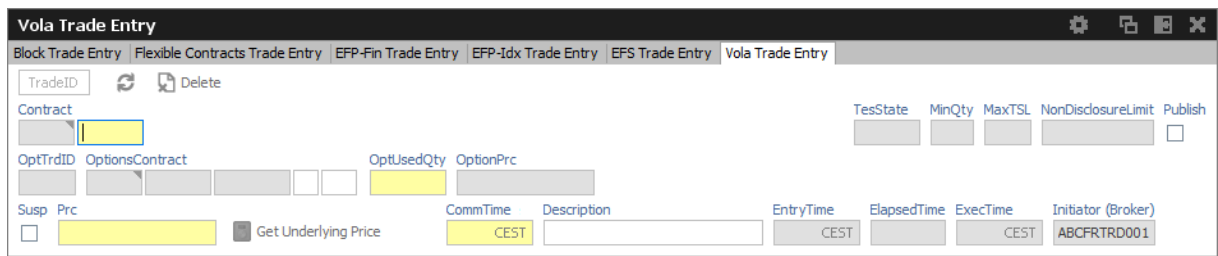 Vola Trade Entry
Block Trade Entry Flexible Contracts Trade Entry EFP-Fin Trade Entry EFP-Idx Trade Entry EFS Trade Entry Vola Trade Entry
TradeID Delete
Contract TesState MinQty MaxTSL NonDisclosureLimit Publish
OptTrdID OptionsContract OptUsedQty OptionPrc
Susp Prc CommTime Description EntryTime ElapsedTime ExecTime Initiator (Broker)
Get Underlying Price CEST CEST CEST ABCFRTRD001